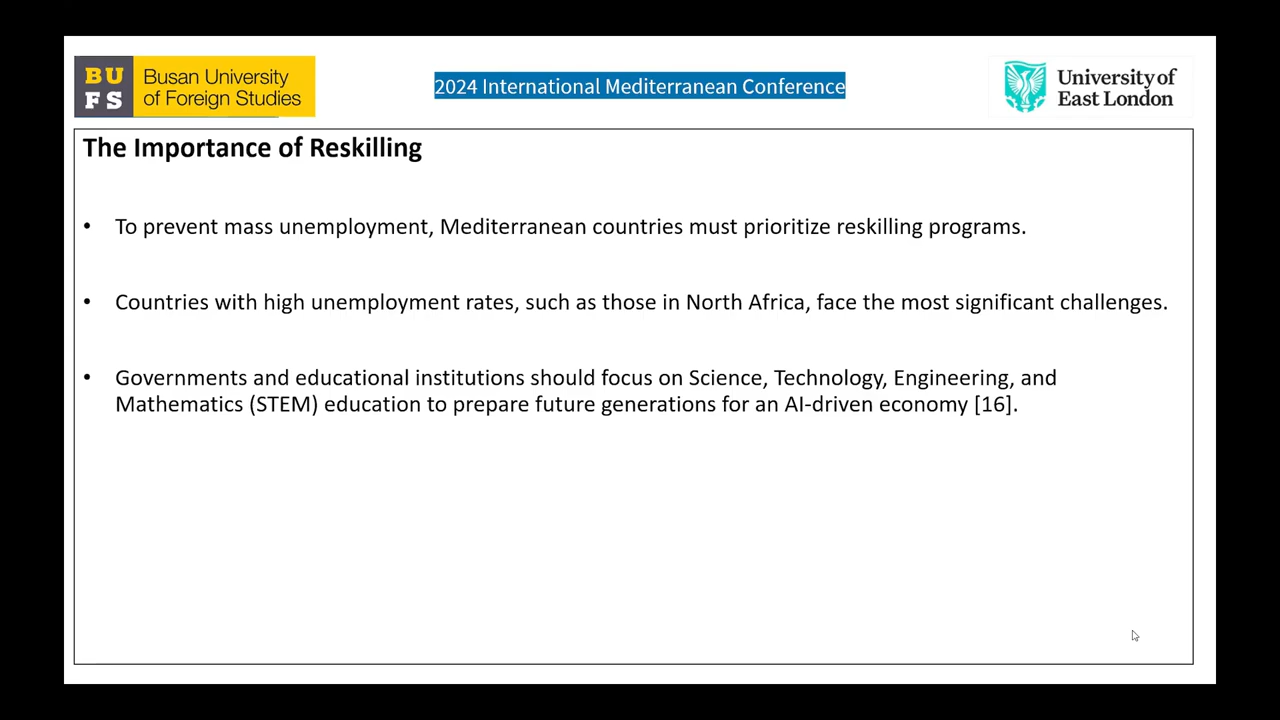 BU
FS
Busan University
of Foreign Studies
2024 International Mediterranean Conference
University of
East London
The Importance of Reskilling
• To prevent mass unemployment, Mediterranean countries must prioritize reskilling programs.
• Countries with high unemployment rates, such as those in North Africa, face the most significant challenges.
• Governments and educational institutions should focus on Science, Technology, Engineering, and
Mathematics (STEM) education to prepare future generations for an AI-driven economy [16].